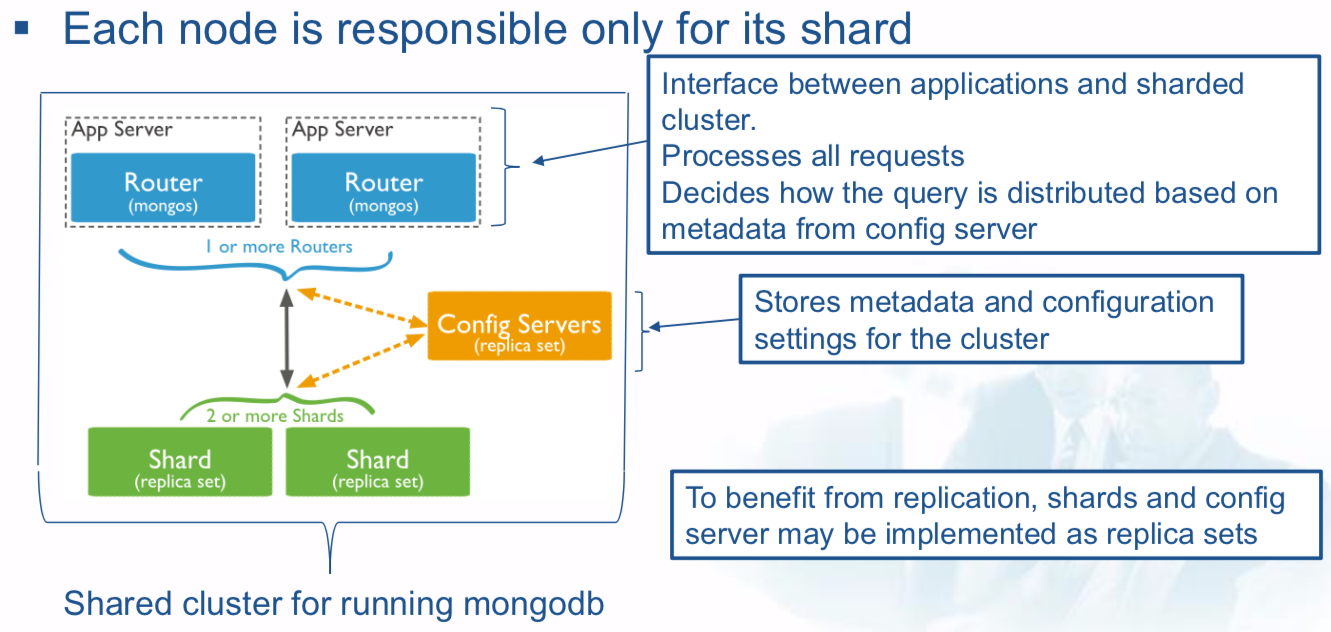 ▪ Each node is responsible only for its shard
Interface between applications and sharded
cluster.
Processes all requests
Decides how the query is distributed based on
metadata from config server
App Server
Router
(mongos)
App Server
Router
(mongos)
1 or more Routers
Config Servers
(replica set)
Stores metadata and configuration
settings for the cluster
2 or more Shards
Shard
(replica set)
Shard
(replica set)
To benefit from replication, shards and config
server may be implemented as replica sets
Shared cluster for running mongodb